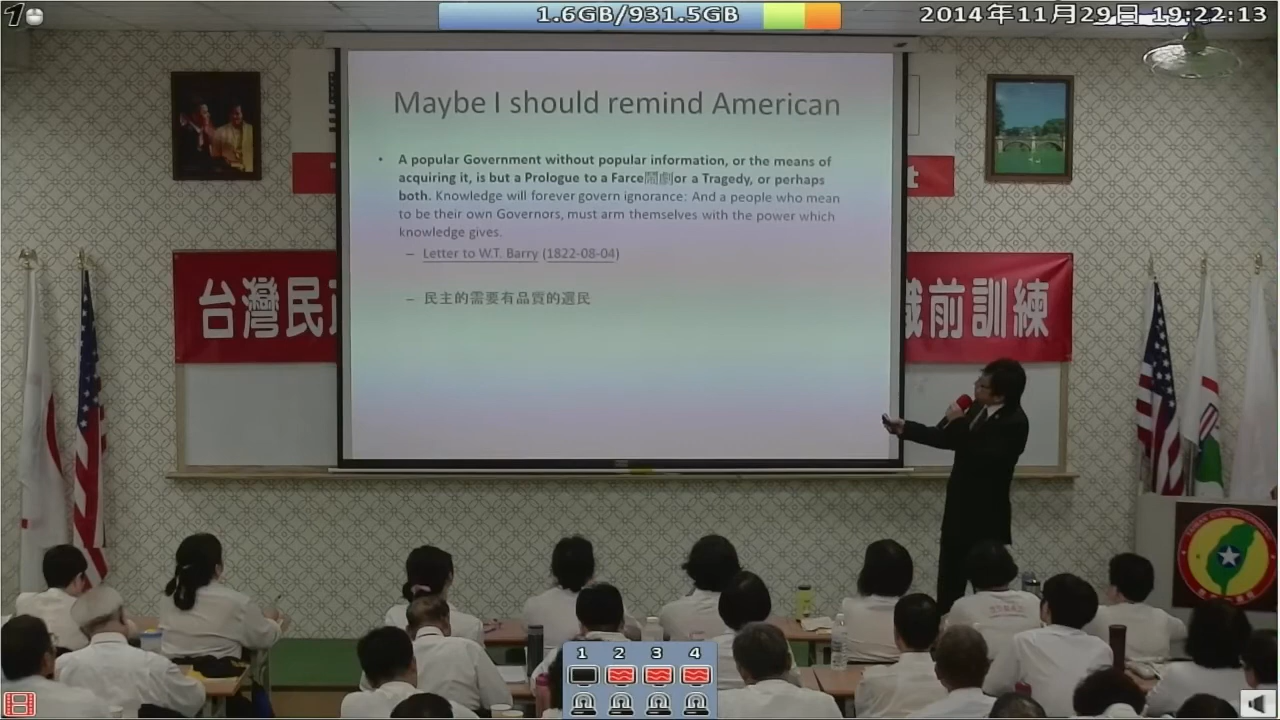 1
1.6GB/931.5GB
2014年11月29日 19:22:13
Maybe I should remind American
• A popular Government without popular information, or the means of
acquiring it, is but a Prologue to a Farce鬧劇or a Tragedy, or perhaps
both. Knowledge will forever govern ignorance: And a people who mean
to be their own Governors, must arm themselves with the power which
knowledge gives.
– Letter to W.T. Barry (1822-08-04)
– 民主的需要有品質的選民
t
台灣民
職前訓練
1 2 3 4